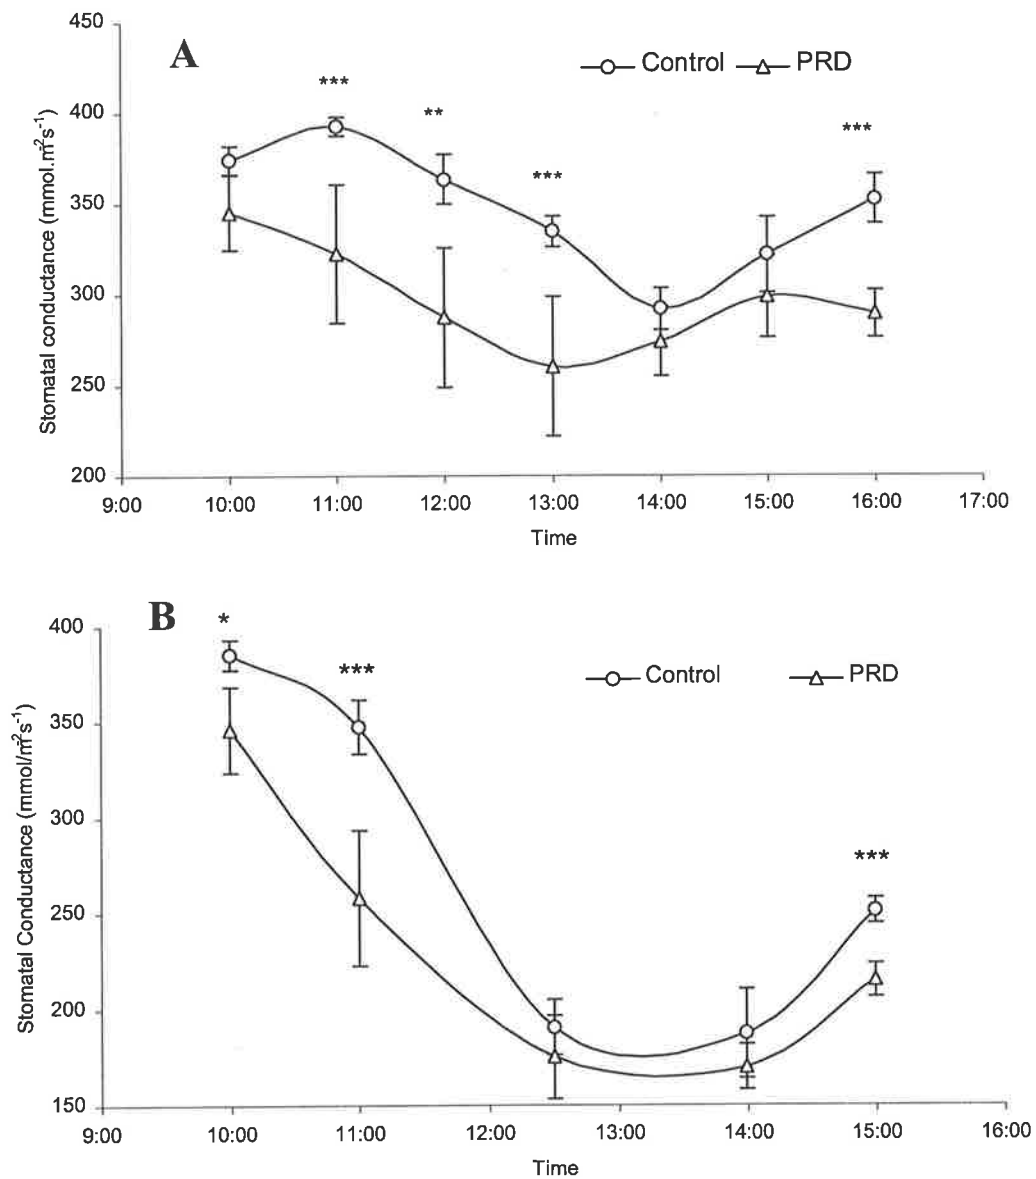 450
A
Control
PRD
***
400
**
***
***
350
300
250
200
Stomatal conductance (mmol.m²s⁻¹)
9:00 10:00 11:00 12:00 13:00 14:00 15:00 16:00 17:00
Time
B
*
400
***
Control
PRD
350
300
***
250
200
150
Stomatal Conductance (mmol/m²s⁻¹)
9:00 10:00 11:00 12:00 13:00 14:00 15:00 16:00
Time